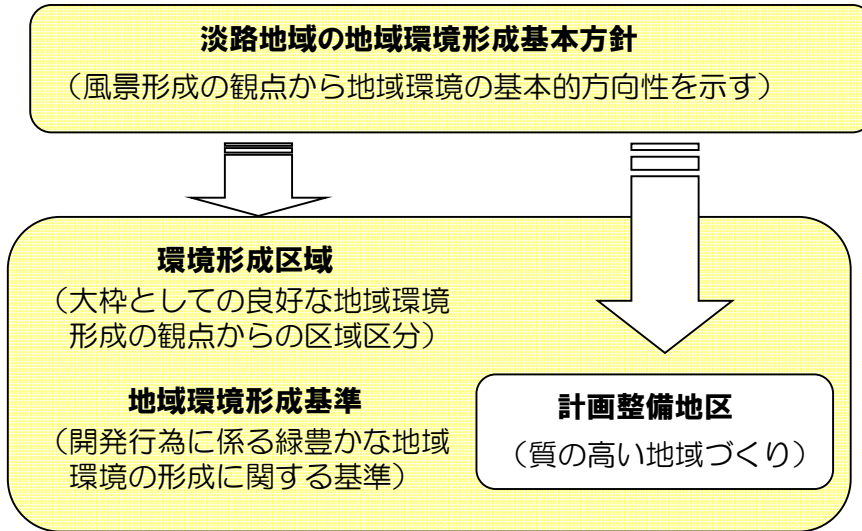 淡路地域の地域環境形成基本方針
（風景形成の観点から地域環境の基本的方向性を示す）
環境形成区域
（大枠としての良好な地域環境
形成の観点からの区域区分）
地域環境形成基準
（開発行為に係る緑豊かな地域
環境の形成に関する基準）
計画整備地区
（質の高い地域づくり）